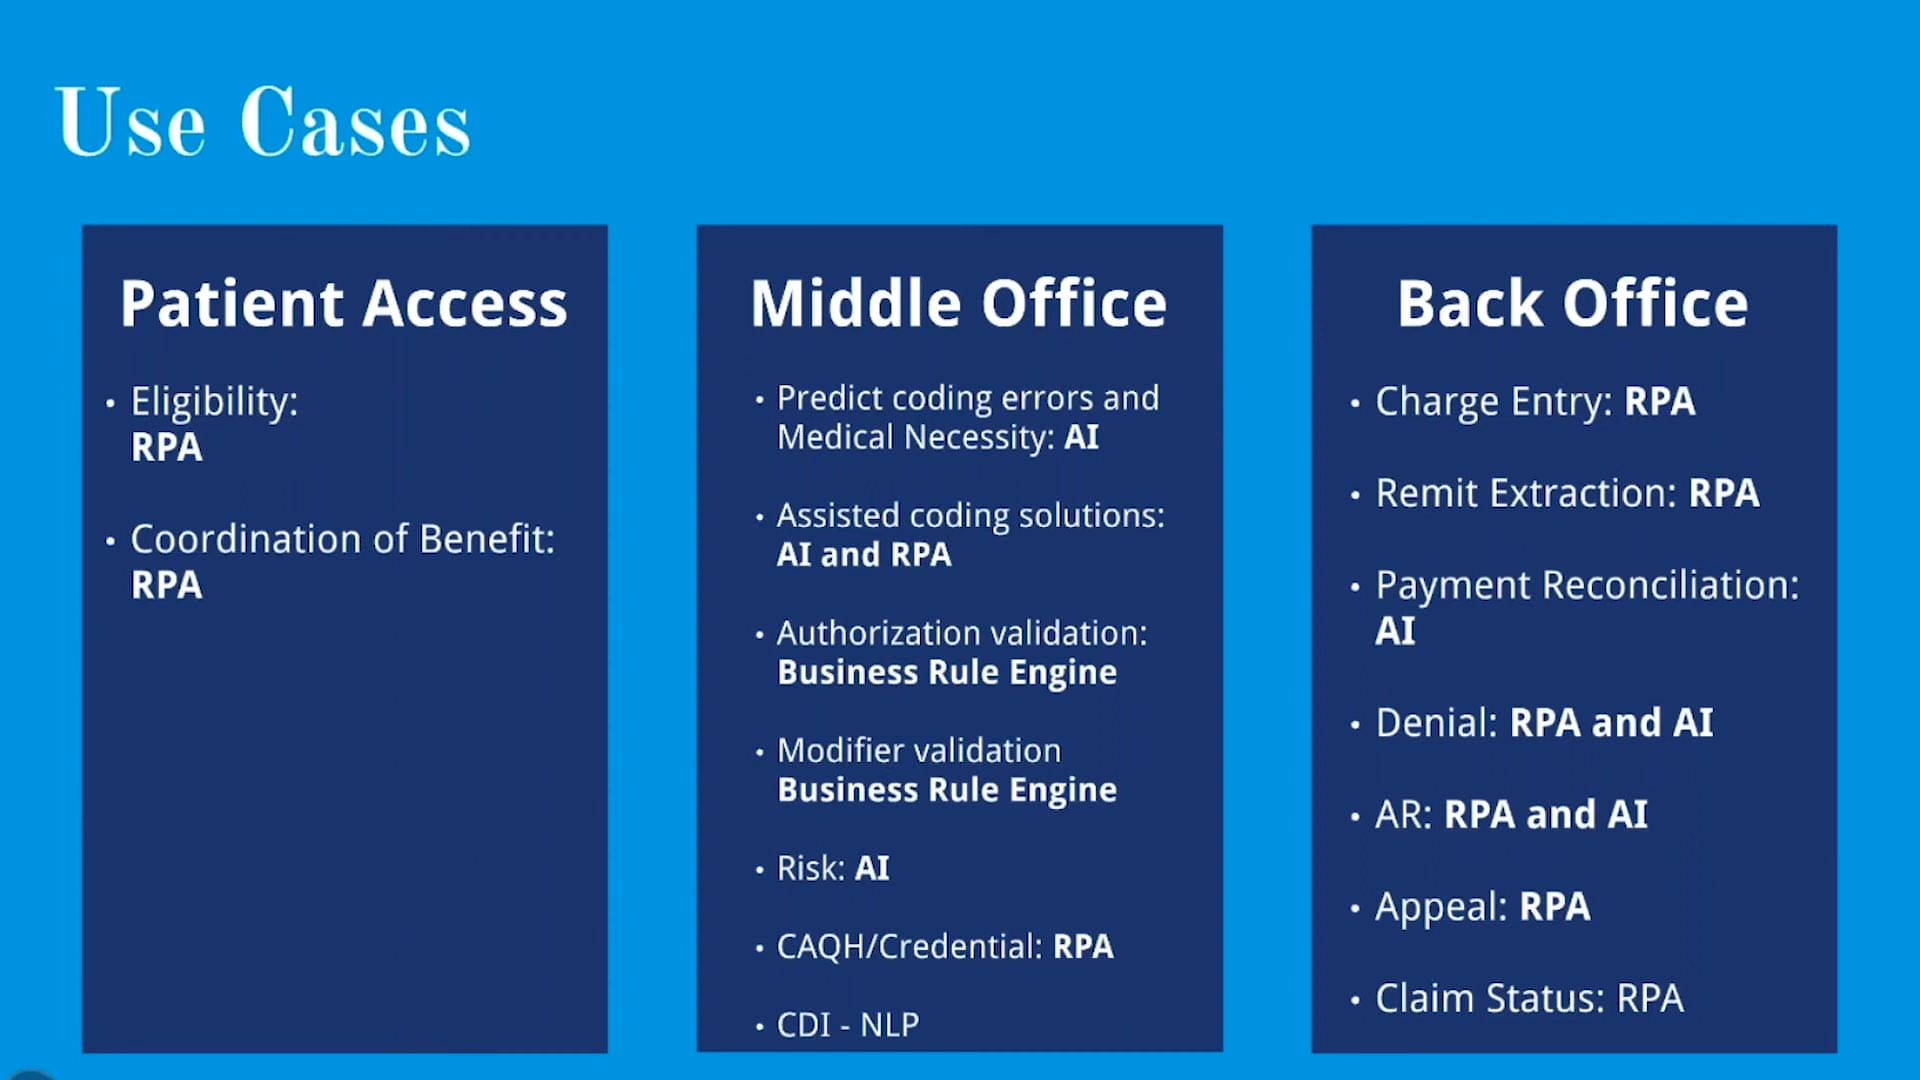 Use Cases
Patient Access
• Eligibility:
RPA
• Coordination of Benefit:
RPA
Middle Office
• Predict coding errors and
Medical Necessity: AI
• Assisted coding solutions:
AI and RPA
• Authorization validation:
Business Rule Engine
• Modifier validation
Business Rule Engine
• Risk: AI
• CAQH/Credential: RPA
• CDI - NLP
Back Office
• Charge Entry: RPA
• Remit Extraction: RPA
• Payment Reconciliation:
AI
• Denial: RPA and AI
• AR: RPA and AI
• Appeal: RPA
• Claim Status: RPA